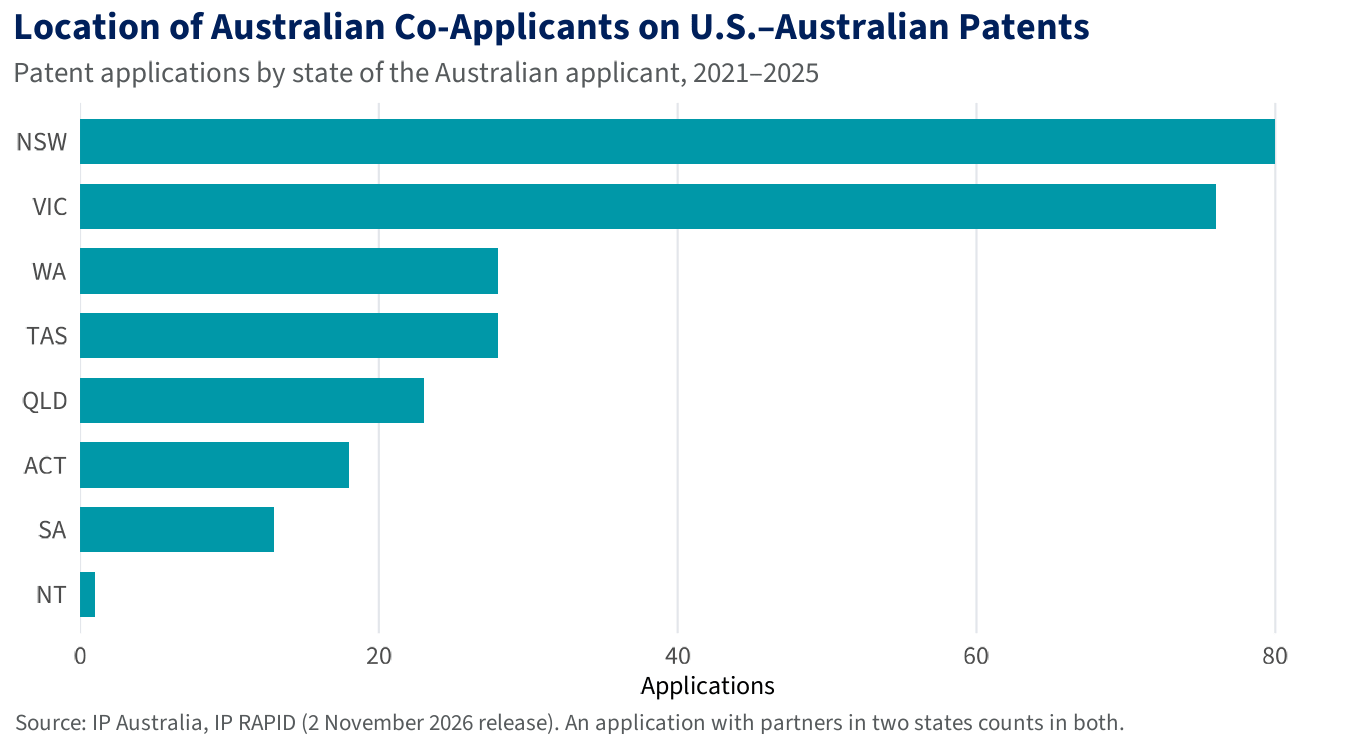 Location of Australian Co-Applicants on U.S.–Australian Patents
Patent applications by state of the Australian applicant, 2021–2025
NSW
VIC
WA
TAS
QLD
ACT
SA
NT
0 20 40 60 80
Applications
Source: IP Australia, IP RAPID (2 November 2026 release). An application with partners in two states counts in both.